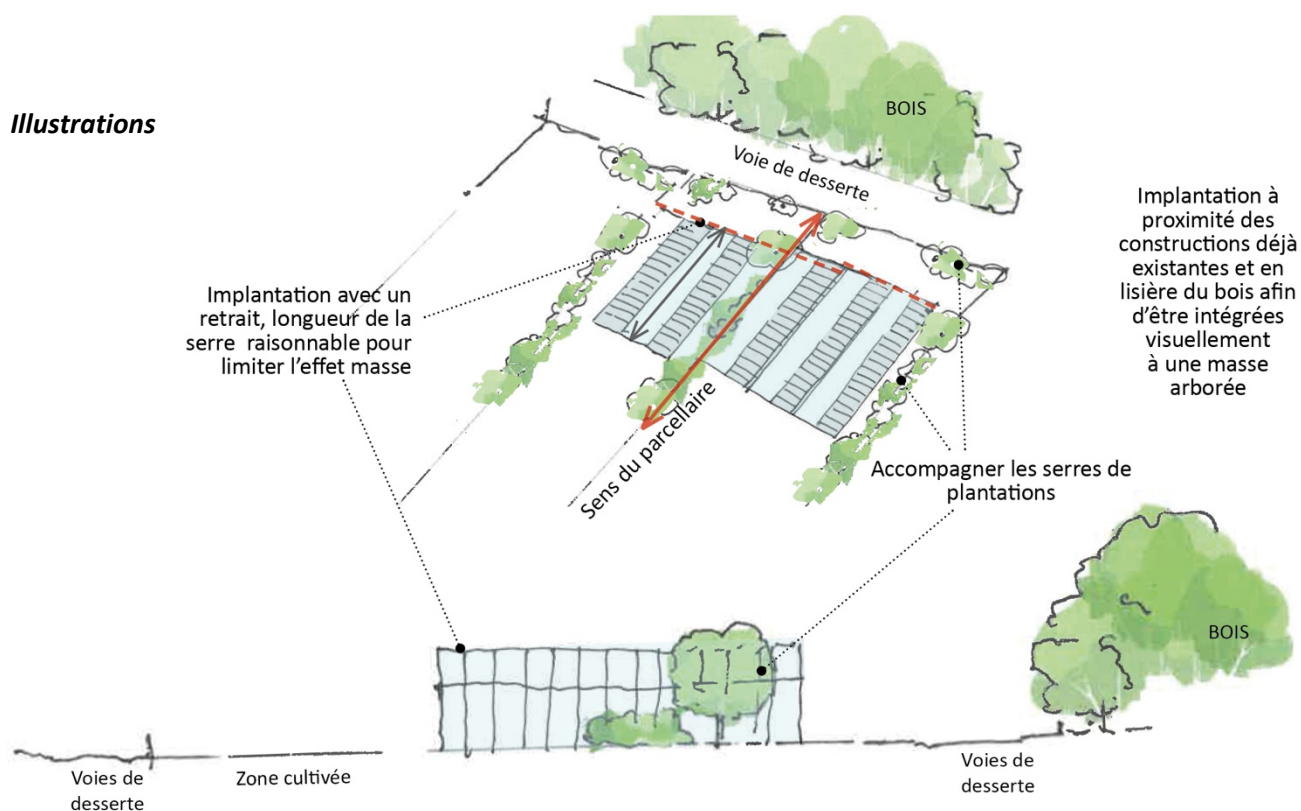 Illustrations
BOIS
Voie de desserte
Implantation à
proximité des
constructions déjà
existantes et en
lisière du bois afin
d’être intégrées
visuellement
à une masse
arborée
Implantation avec un
retrait, longueur de la
serre raisonnable pour
limiter l’effet masse
Sens du parcellaire
Accompagner les serres de
plantations
BOIS
Voies de
desserte
Zone cultivée
Voies de
desserte